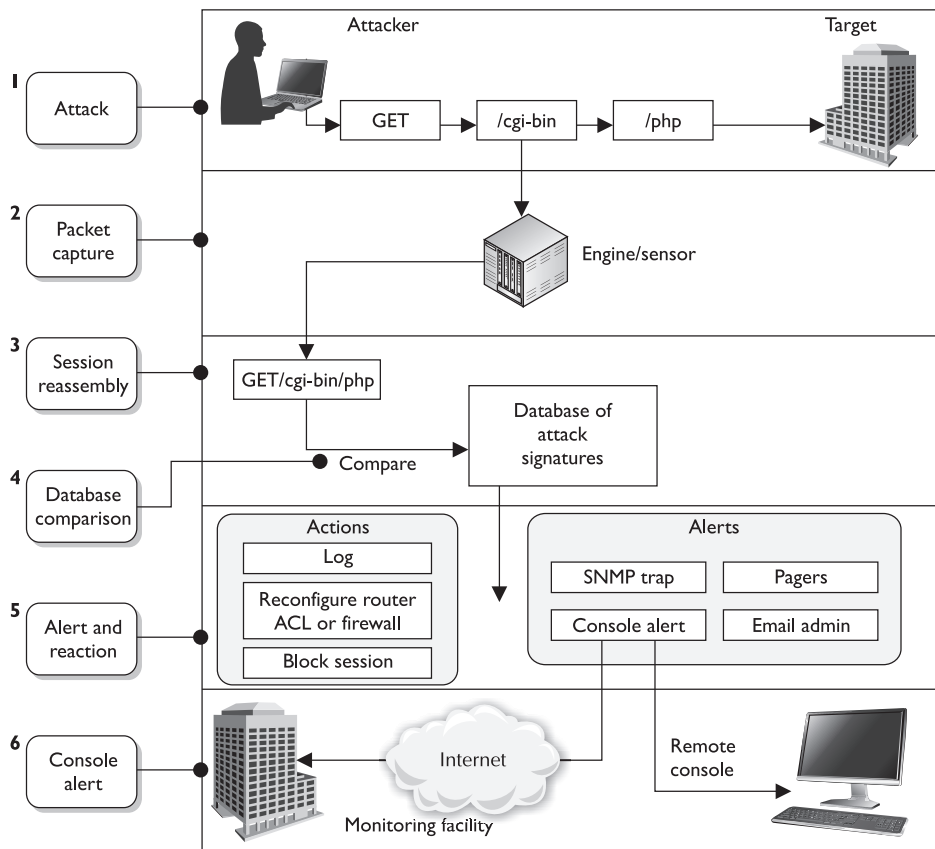 Attacker
Target
1
Attack
GET
/cgi-bin
/php
2
Packet
capture
Engine/sensor
3
Session
reassembly
GET/cgi-bin/php
Database of
attack
signatures
Compare
4
Database
comparison
Actions
Log
Reconfigure router
ACL or firewall
Block session
Alerts
SNMP trap
Pagers
Console alert
Email admin
5
Alert and
reaction
6
Console
alert
Internet
Monitoring facility
Remote
console